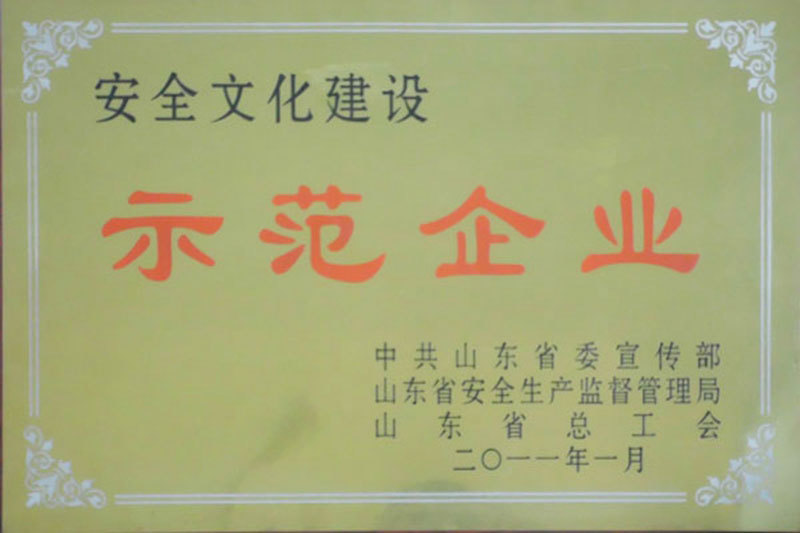 安全文化建设
示范企业
中共山东省委宣传部
山东省安全生产监督管理局
山东省总工会
二〇一一年一月